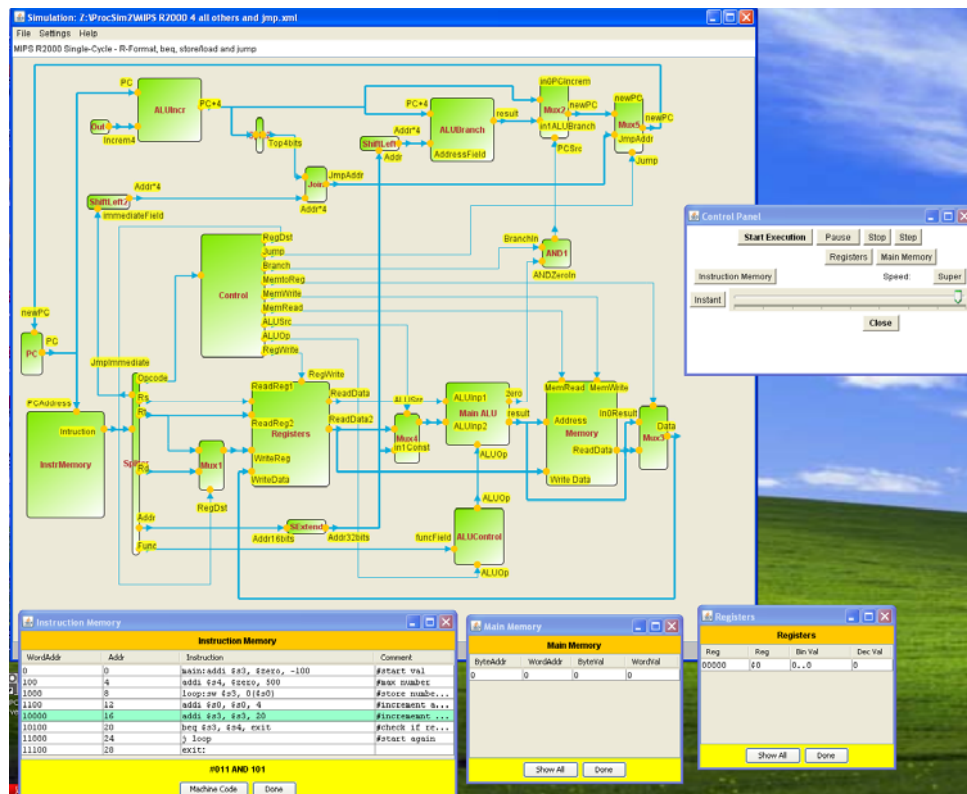 Simulation: Z:\ProcSim2\MIPS R2000 4 all others and jmp.xml
File Settings Help
MIPS R2000 Single-Cycle - R-Format, beq, store/load and jump
PC
ALUIncr
PC+4
Out
Increm4
Top4bits
ShiftLeft
Addr*4
Addr
PC+4
ALUBranch
AddressField
result
in0PCIncrem
Mux2
in1ALUBranch
PCSrc
newPC
newPC
Mux5
newPC
JmpAddr
Jump
ShiftLeft2
Addr*4
immediateField
Join
JmpAddr
Addr*4
Control
RegDst
Jump
Branch
MemtoReg
MemWrite
MemRead
ALUSrc
ALUOp
RegWrite
BranchIn
AND1
ANDZeroIn
newPC
PC
PC
JmpImmediate
PCAddress
Intruction
InstrMemory
Opcode
Rs
Rt
Rd
Addr
Func
Mux1
RegDst
RegWrite
ReadReg1
ReadReg2
Registers
WriteReg
WriteData
ReadData
ReadData2
ALUSrc
Mux4
in1Const
ALUInp1
Main ALU
ALUInp2
zero
result
ALUOp
MemRead
MemWrite
Address
Memory
ReadData
Write Data
in0Result
Mux3
Data
SExtend
Addr16bits
Addr32bits
ALUOp
funcField
ALUControl
ALUOp
Control Panel
Start Execution Pause Stop Step
Registers Main Memory
Instruction Memory Speed: Super
Instant
Close
Instruction Memory
Instruction Memory
WordAddr Addr Instruction Comment
0 0 main:addi $s3, $zero, -100 #start val
100 4 addi $s4, $zero, 500 #max number
1000 8 loop:sw $s3, 0($s0) #store numbe...
1100 12 addi $s0, $s0, 4 #increment a...
10000 16 addi $s3, $s3, 20 #incrememnt ...
10100 20 beq $s3, $s4, exit #check if re...
11000 24 j loop #start again
11100 28 exit:
#011 AND 101
Machine Code Done
Main Memory
Main Memory
ByteAddr WordAddr ByteVal WordVal
0 0 0 0
Show All Done
Registers
Registers
Reg Reg Bin Val Dec Val
00000 $0 0..0 0
Show All Done